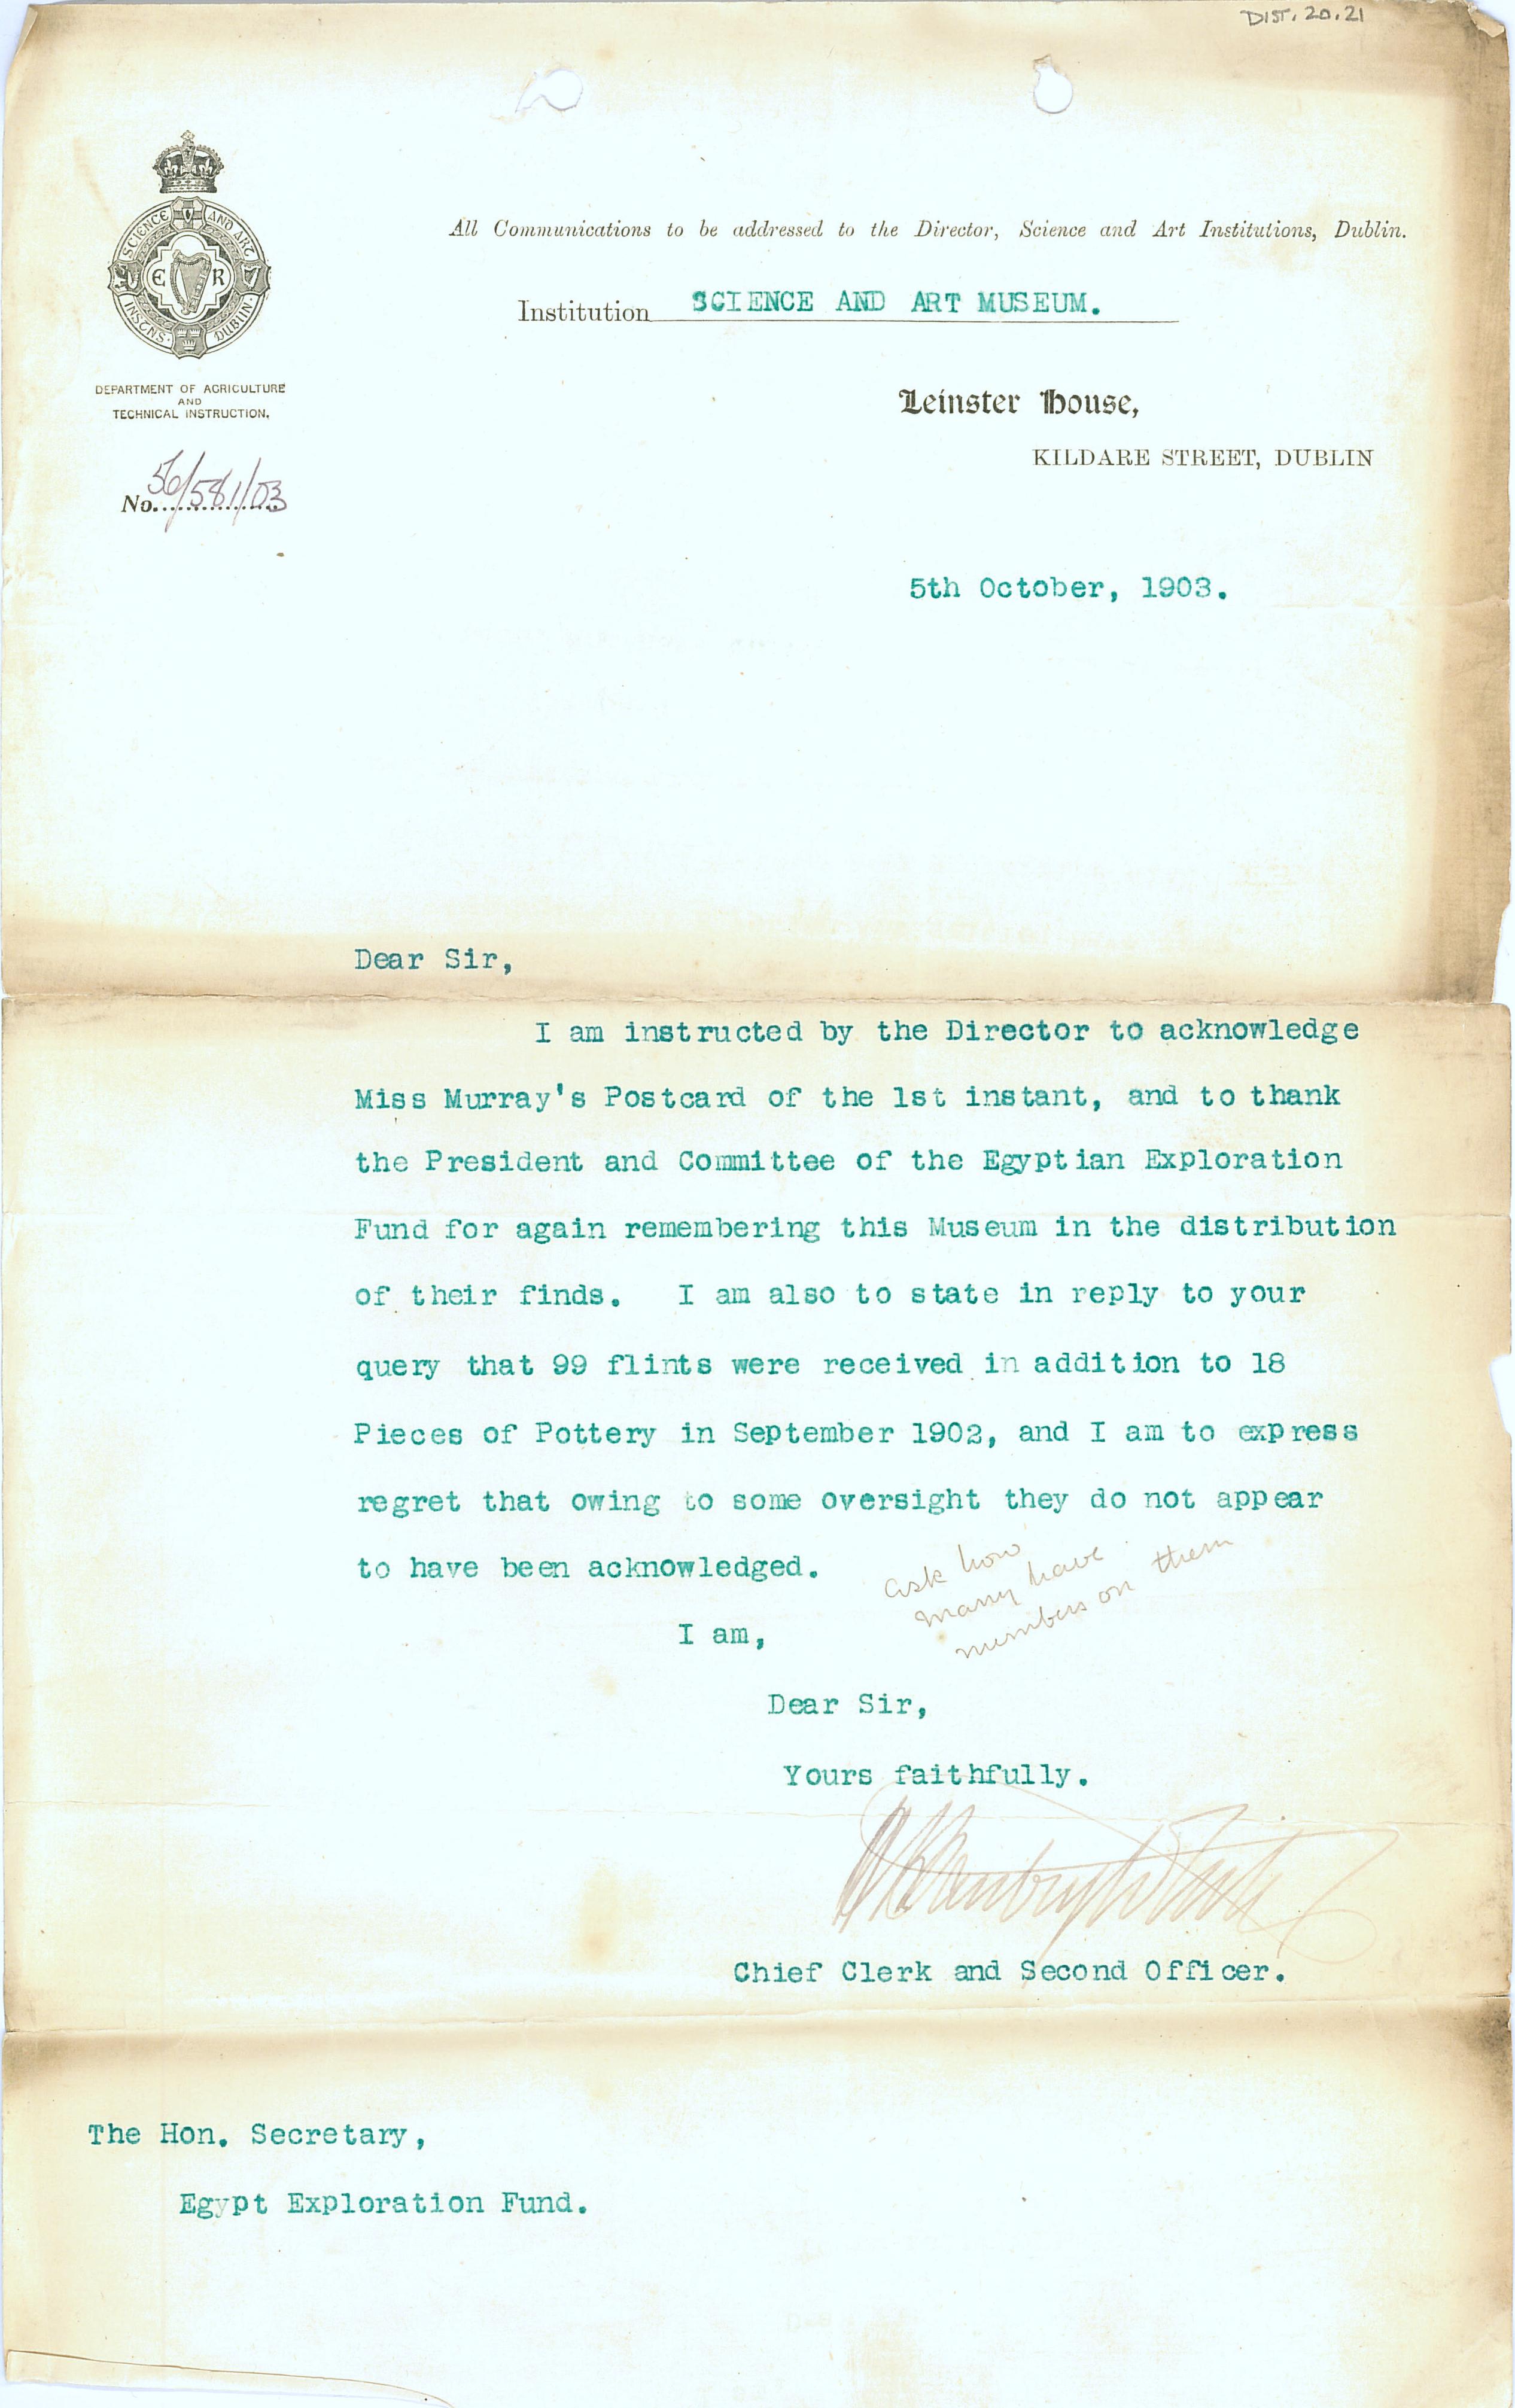 DIST. 20.21
SCIENCE AND ART
INSTNS. DUBLIN.
E R
All Communications to be addressed to the Director, Science and Art Institutions, Dublin.
Institution SCIENCE AND ART MUSEUM.
DEPARTMENT OF AGRICULTURE
AND
TECHNICAL INSTRUCTION.
Leinster House,
KILDARE STREET, DUBLIN
No. 56/581/03
5th October, 1903.
Dear Sir,
I am instructed by the Director to acknowledge
Miss Murray's Postcard of the 1st instant, and to thank
the President and Committee of the Egyptian Exploration
Fund for again remembering this Museum in the distribution
of their finds. I am also to state in reply to your
query that 99 flints were received in addition to 18
Pieces of Pottery in September 1902, and I am to express
regret that owing to some oversight they do not appear
to have been acknowledged.
ask how
many have
numbers on them
I am,
Dear Sir,
Yours faithfully.
Chief Clerk and Second Officer.
The Hon. Secretary,
Egypt Exploration Fund.